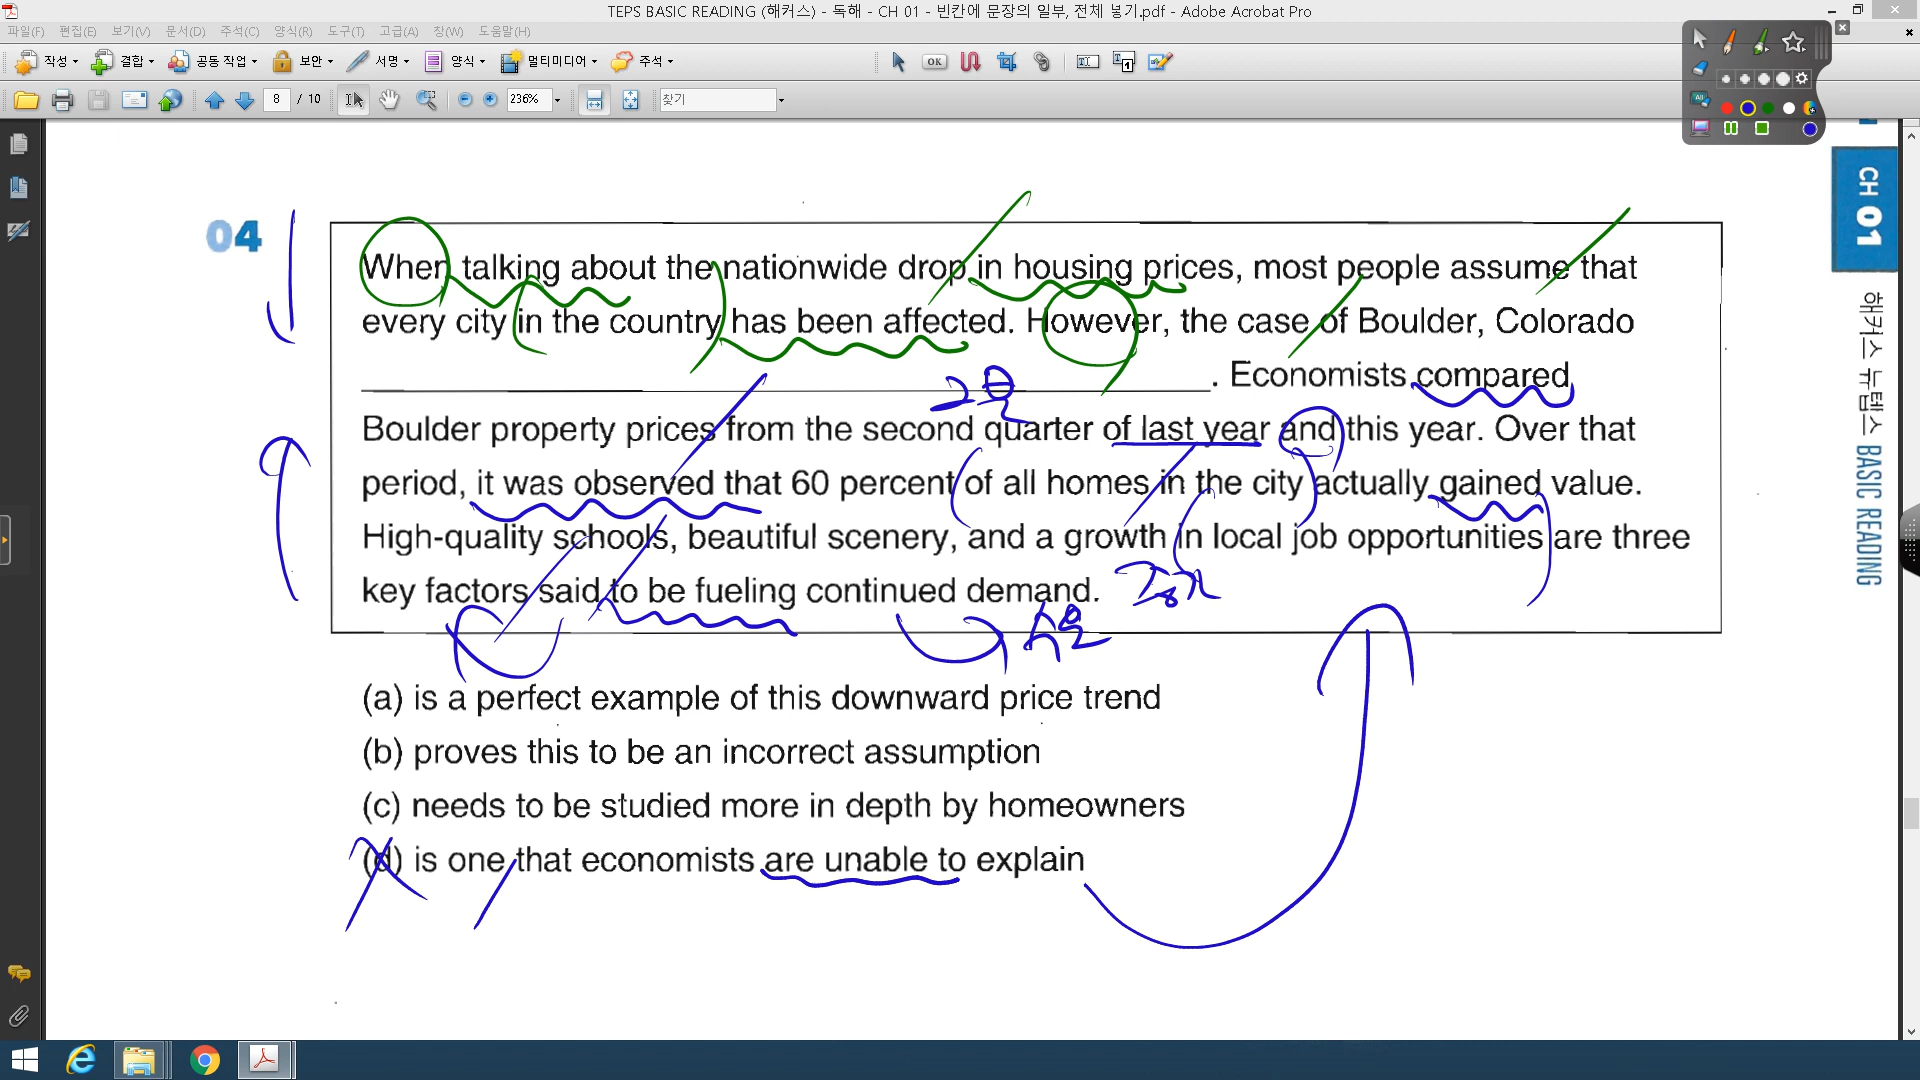 TEPS BASIC READING (해커스) - 독해 - CH 01 - 빈칸에 문장의 일부, 전체 넣기.pdf - Adobe Acrobat Pro
파일(F) 편집(E) 보기(V) 문서(D) 주석(C) 양식(R) 도구(T) 고급(A) 창(W) 도움말(H)
작성 결합 공동 작업 보안 서명 양식 멀티미디어 주석 OK
8 / 10 236% 찾기
CH 01
해커스 뉴텝스 BASIC READING
04
When talking about the nationwide drop in housing prices, most people assume that
every city in the country has been affected. However, the case of Boulder, Colorado
. Economists compared
Boulder property prices from the second quarter of last year and this year. Over that
period, it was observed that 60 percent of all homes in the city actually gained value.
High-quality schools, beautiful scenery, and a growth in local job opportunities are three
key factors said to be fueling continued demand.
(a) is a perfect example of this downward price trend
(b) proves this to be an incorrect assumption
(c) needs to be studied more in depth by homeowners
(d) is one that economists are unable to explain